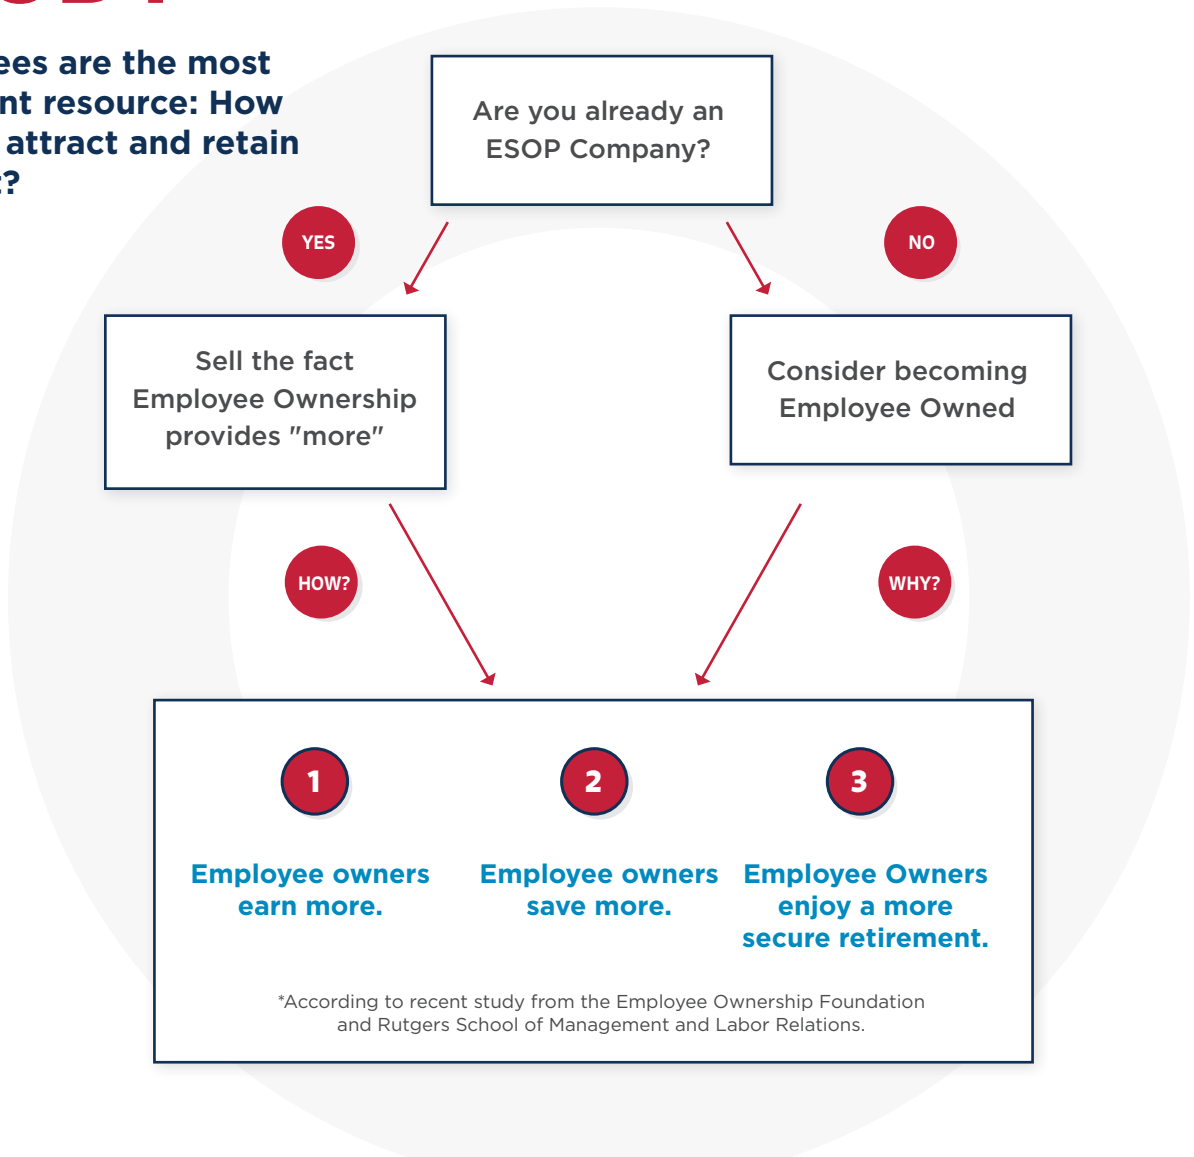 ees are the most
nt resource: How
attract and retain
?
Are you already an
ESOP Company?
YES
NO
Sell the fact
Employee Ownership
provides "more"
Consider becoming
Employee Owned
HOW?
WHY?
1
2
3
Employee owners
earn more.
Employee owners
save more.
Employee Owners
enjoy a more
secure retirement.
*According to recent study from the Employee Ownership Foundation
and Rutgers School of Management and Labor Relations.